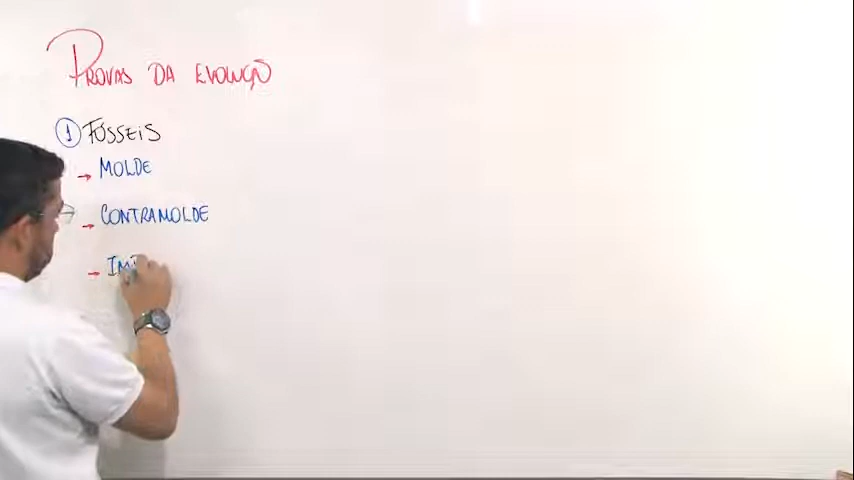 PROVAS DA EVOLUÇÃO
1 FÓSSEIS
→ MOLDE
→ CONTRAMOLDE